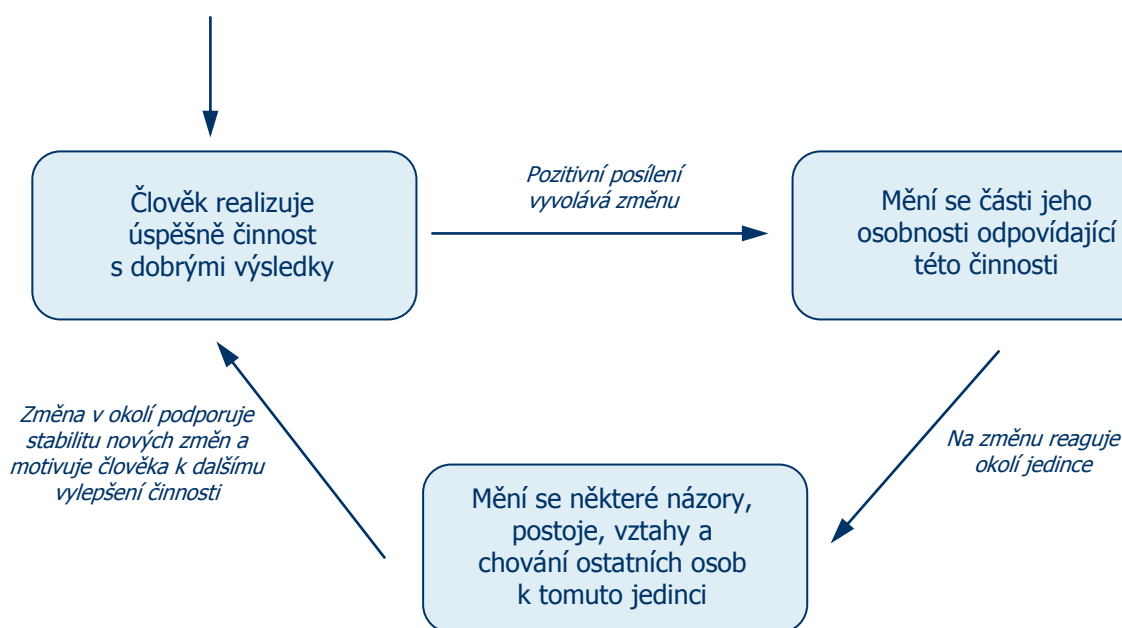 Člověk realizuje
úspěšně činnost
s dobrými výsledky
Pozitivní posílení
vyvolává změnu
Mění se části jeho
osobnosti odpovídající
této činnosti
Změna v okolí podporuje
stabilitu nových změn a
motivuje člověka k dalšímu
vylepšení činnosti
Na změnu reaguje
okolí jedince
Mění se některé názory,
postoje, vztahy a
chování ostatních osob
k tomuto jedinci